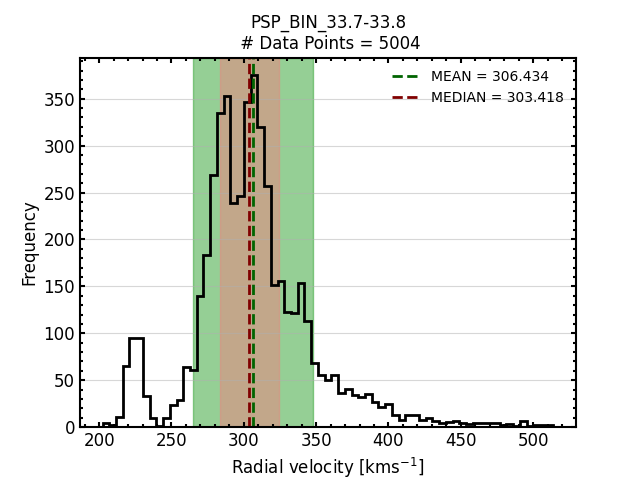 PSP_BIN_33.7-33.8
# Data Points = 5004
MEAN = 306.434
MEDIAN = 303.418
Frequency
350
300
250
200
150
100
50
0
200 250 300 350 400 450 500
Radial velocity [kms⁻¹]